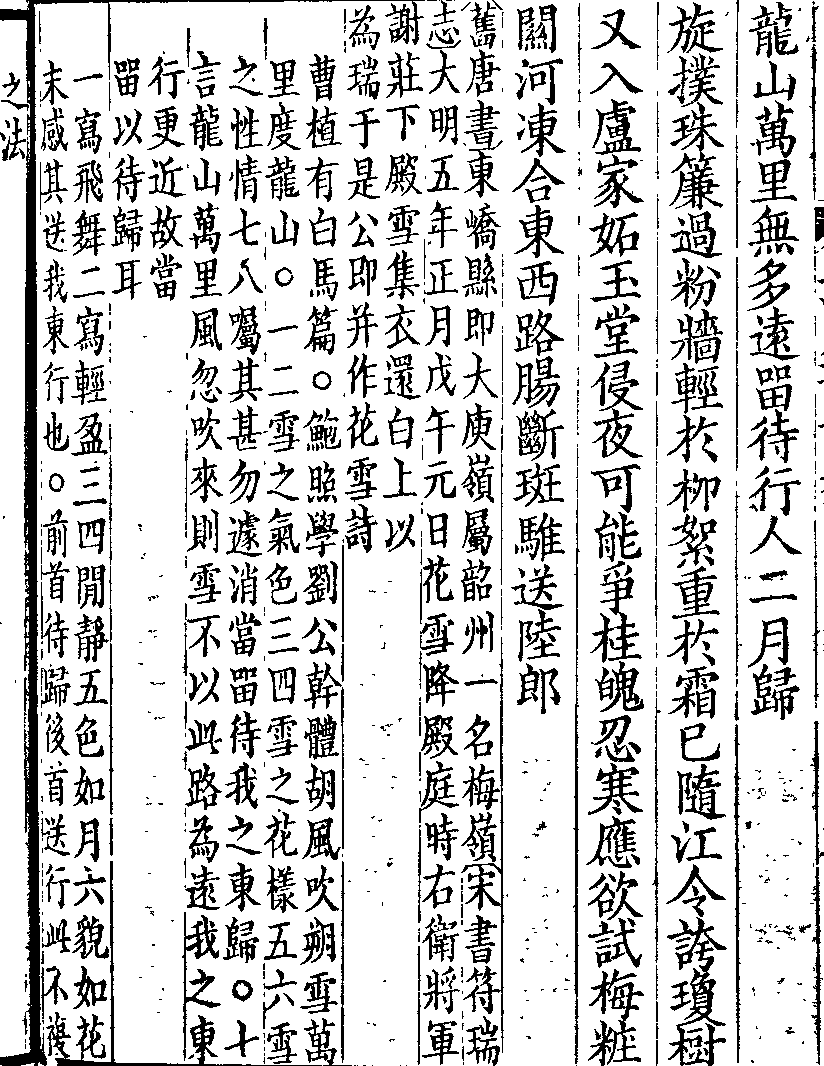 龍山萬里無多遠畱待行人二月歸
旋撲珠簾過粉牆輕於柳絮重於霜已隨江令誇瓊樹
又入盧家妬玉堂侵夜可能爭桂魄忍寒應欲試梅粧
關河凍合東西路腸斷斑騅送陸郎
舊唐書東嶠縣即大庾嶺屬韶州一名梅嶺宋書符瑞
志大明五年正月戊午元日花雪降殿庭時右衛將軍
謝莊下殿雪集衣還白上以
為瑞于是公即并作花雪詩
曹植有白馬篇○鮑照學劉公幹體胡風吹朔雪萬
里度龍山○一二雪之氣色三四雪之花樣五六雪
之性情七八囑其甚勿遽消當畱待我之東歸○十
言龍山萬里風忽吹來則雪不以此路為遠我之東
行更近故當
畱以待歸耳
一寫飛舞二寫輕盈三四閒靜五色如月六貌如花
末感其送我東行也○前首待歸後首送行此不複
之法